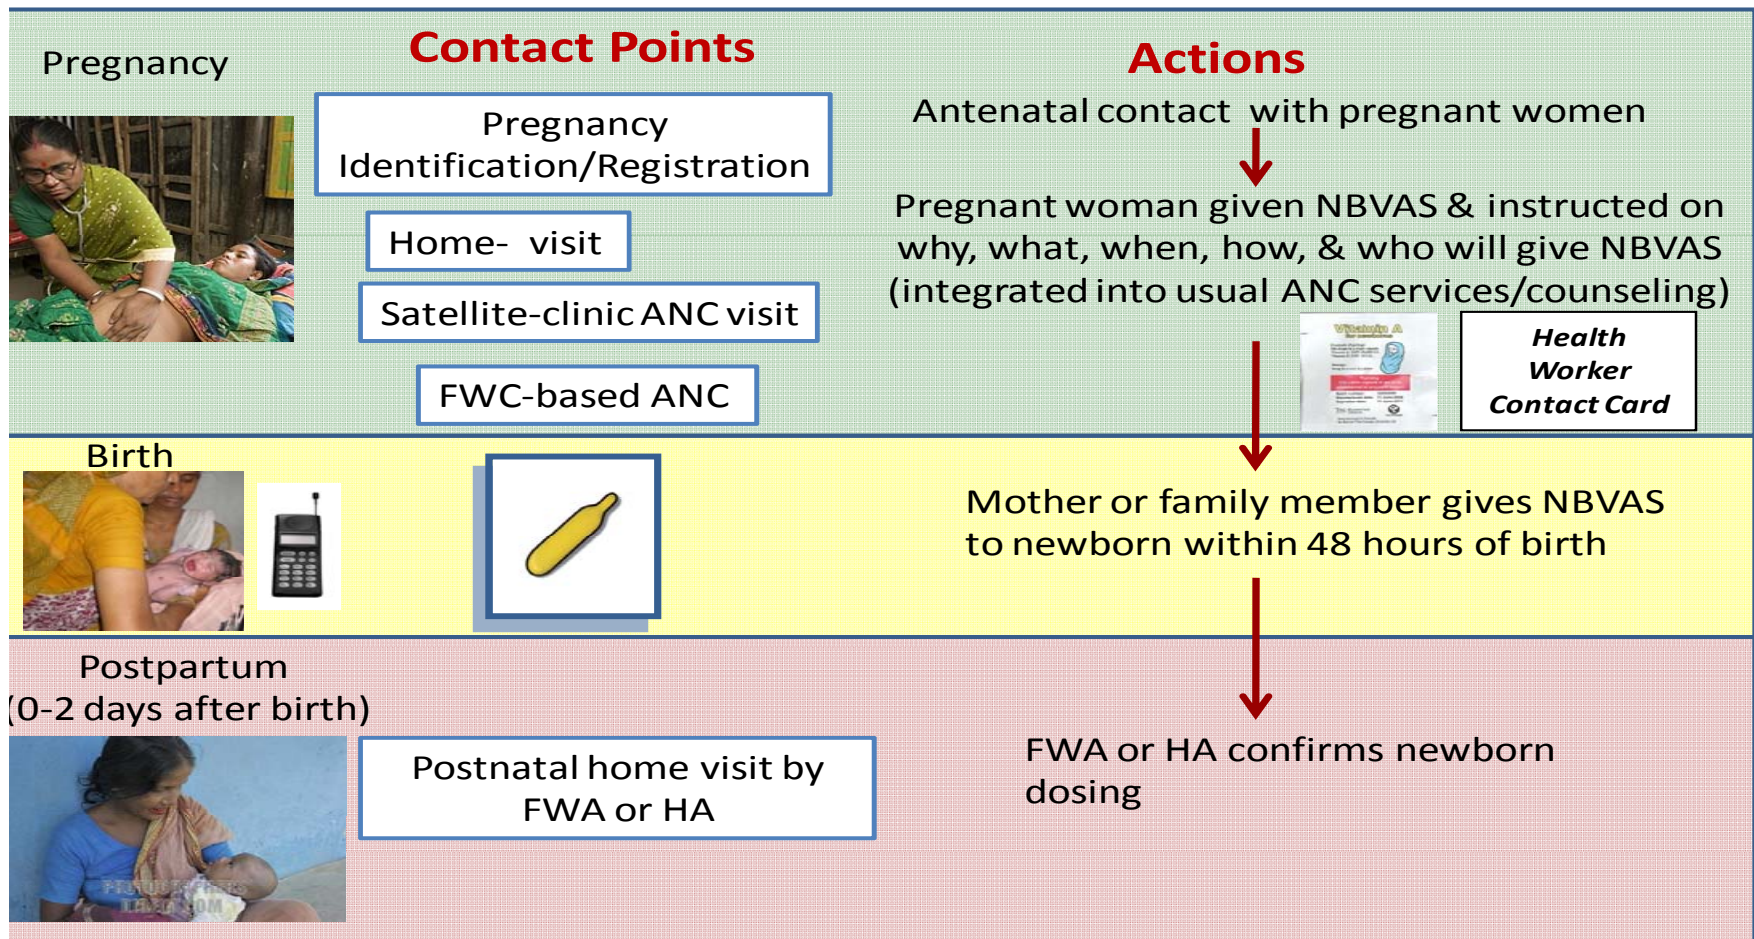 Pregnancy
Contact Points
Actions
Pregnancy
Identification/Registration
Home- visit
Satellite-clinic ANC visit
FWC-based ANC
Antenatal contact with pregnant women
Pregnant woman given NBVAS & instructed on
why, what, when, how, & who will give NBVAS
(integrated into usual ANC services/counseling)
Vitamin A
Health
Worker
Contact Card
Birth
Mother or family member gives NBVAS
to newborn within 48 hours of birth
Postpartum
(0-2 days after birth)
Postnatal home visit by
FWA or HA
FWA or HA confirms newborn
dosing